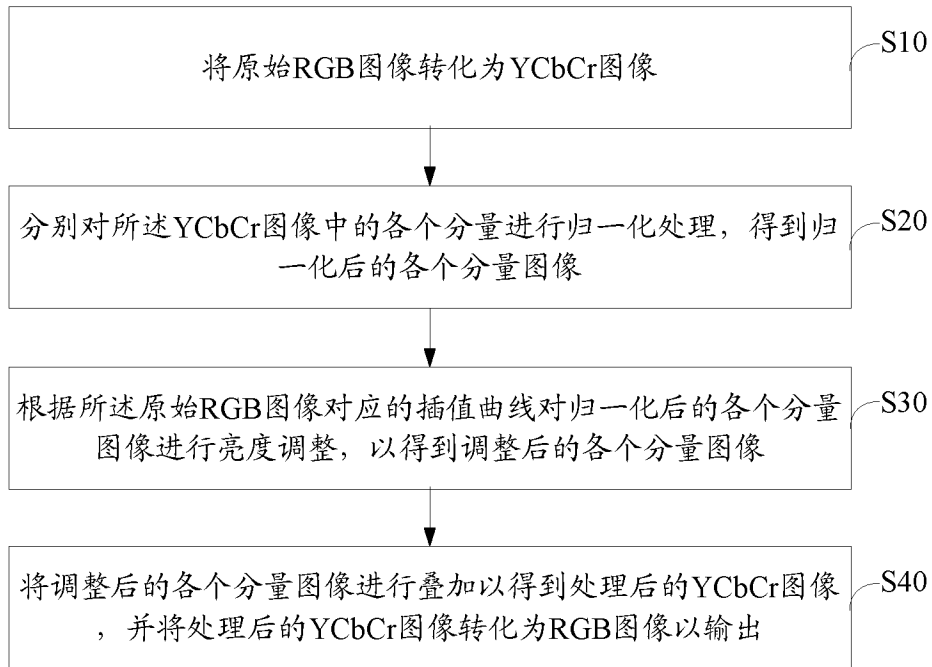 将原始RGB图像转化为YCbCr图像
S10
分别对所述YCbCr图像中的各个分量进行归一化处理，得到归
一化后的各个分量图像
S20
根据所述原始RGB图像对应的插值曲线对归一化后的各个分量
图像进行亮度调整，以得到调整后的各个分量图像
S30
将调整后的各个分量图像进行叠加以得到处理后的YCbCr图像
，并将处理后的YCbCr图像转化为RGB图像以输出
S40